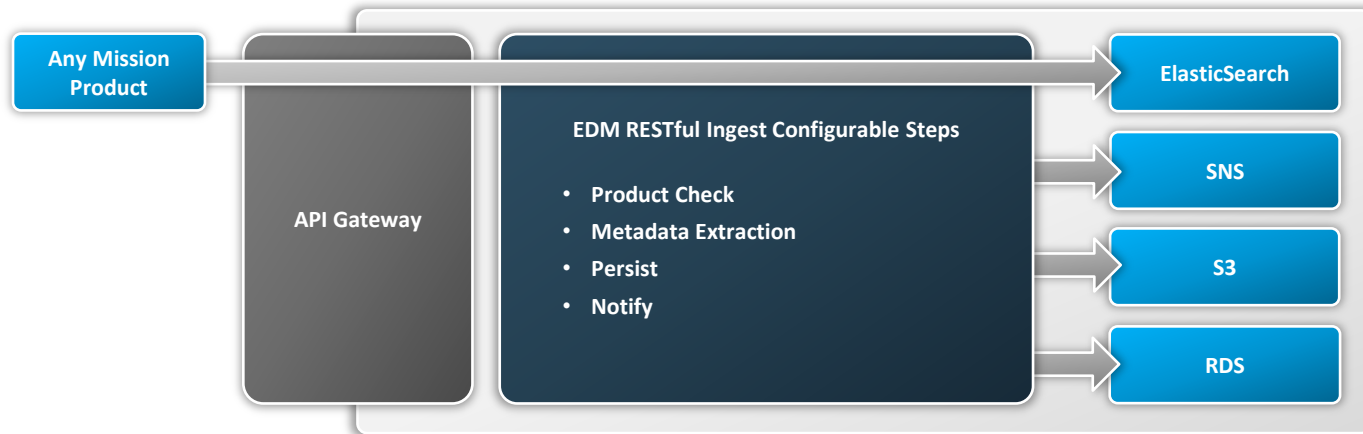 Any Mission
Product
API Gateway
EDM RESTful Ingest Configurable Steps
• Product Check
• Metadata Extraction
• Persist
• Notify
ElasticSearch
SNS
S3
RDS